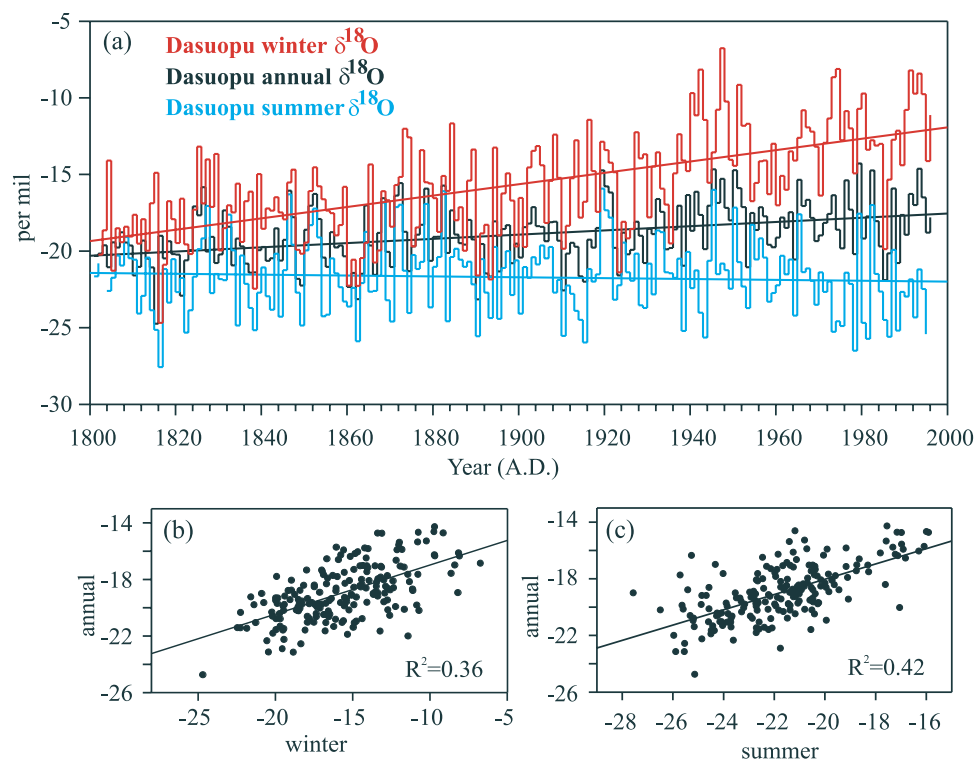 -5
(a)
Dasuopu winter δ¹⁸O
Dasuopu annual δ¹⁸O
Dasuopu summer δ¹⁸O
-10
-15
-20
-25
-30
per mil
1800 1820 1840 1860 1880 1900 1920 1940 1960 1980 2000
Year (A.D.)
(b)
-14
-18
-22
-26
annual
R²=0.36
-25 -20 -15 -10 -5
winter
(c)
-14
-18
-22
-26
annual
R²=0.42
-28 -26 -24 -22 -20 -18 -16
summer